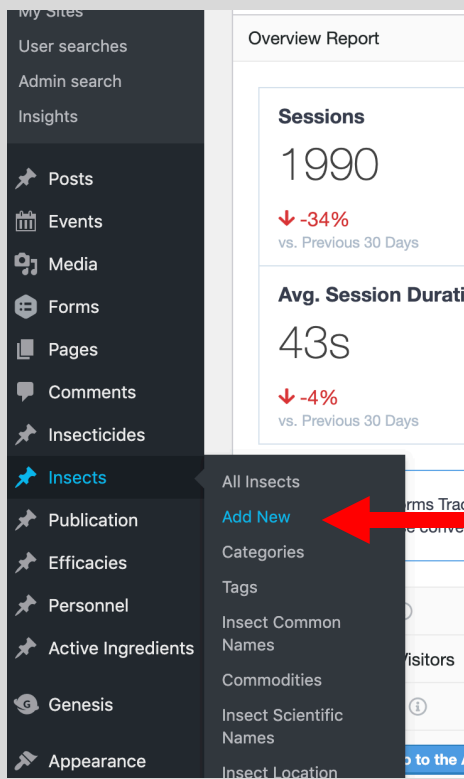 My Sites
User searches
Admin search
Insights
Posts
Events
Media
Forms
Pages
Comments
Insecticides
Insects
Publication
Efficacies
Personnel
Active Ingredients
Genesis
Appearance
All Insects
Add New
Categories
Tags
Insect Common
Names
Commodities
Insect Scientific
Names
Insect Location
Overview Report
Sessions
1990
-34%
vs. Previous 30 Days
Avg. Session Durati
43s
-4%
vs. Previous 30 Days
rms Trac
e conve
isitors
to the A